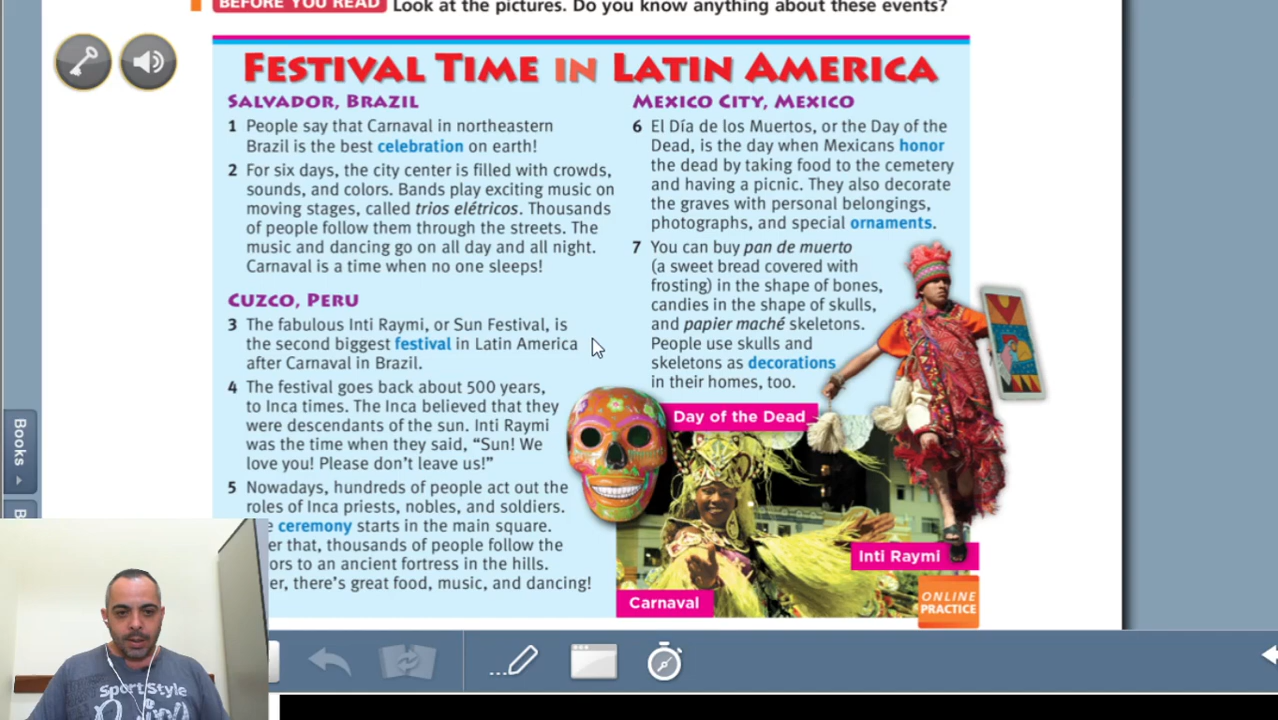 BEFORE YOU READ Look at the pictures. Do you know anything about these events?
FESTIVAL TIME IN LATIN AMERICA
SALVADOR, BRAZIL
1 People say that Carnaval in northeastern
Brazil is the best celebration on earth!
2 For six days, the city center is filled with crowds,
sounds, and colors. Bands play exciting music on
moving stages, called trios elétricos. Thousands
of people follow them through the streets. The
music and dancing go on all day and all night.
Carnaval is a time when no one sleeps!
CUZCO, PERU
3 The fabulous Inti Raymi, or Sun Festival, is
the second biggest festival in Latin America
after Carnaval in Brazil.
4 The festival goes back about 500 years,
to Inca times. The Inca believed that they
were descendants of the sun. Inti Raymi
was the time when they said, “Sun! We
love you! Please don’t leave us!”
5 Nowadays, hundreds of people act out the
roles of Inca priests, nobles, and soldiers.
ceremony starts in the main square.
that, thousands of people follow the
to an ancient fortress in the hills.
there’s great food, music, and dancing!
MEXICO CITY, MEXICO
6 El Día de los Muertos, or the Day of the
Dead, is the day when Mexicans honor
the dead by taking food to the cemetery
and having a picnic. They also decorate
the graves with personal belongings,
photographs, and special ornaments.
7 You can buy pan de muerto
(a sweet bread covered with
frosting) in the shape of bones,
candies in the shape of skulls,
and papier maché skeletons.
People use skulls and
skeletons as decorations
in their homes, too.
Day of the Dead
Inti Raymi
Carnaval
ONLINE
PRACTICE
Books
Sport Style